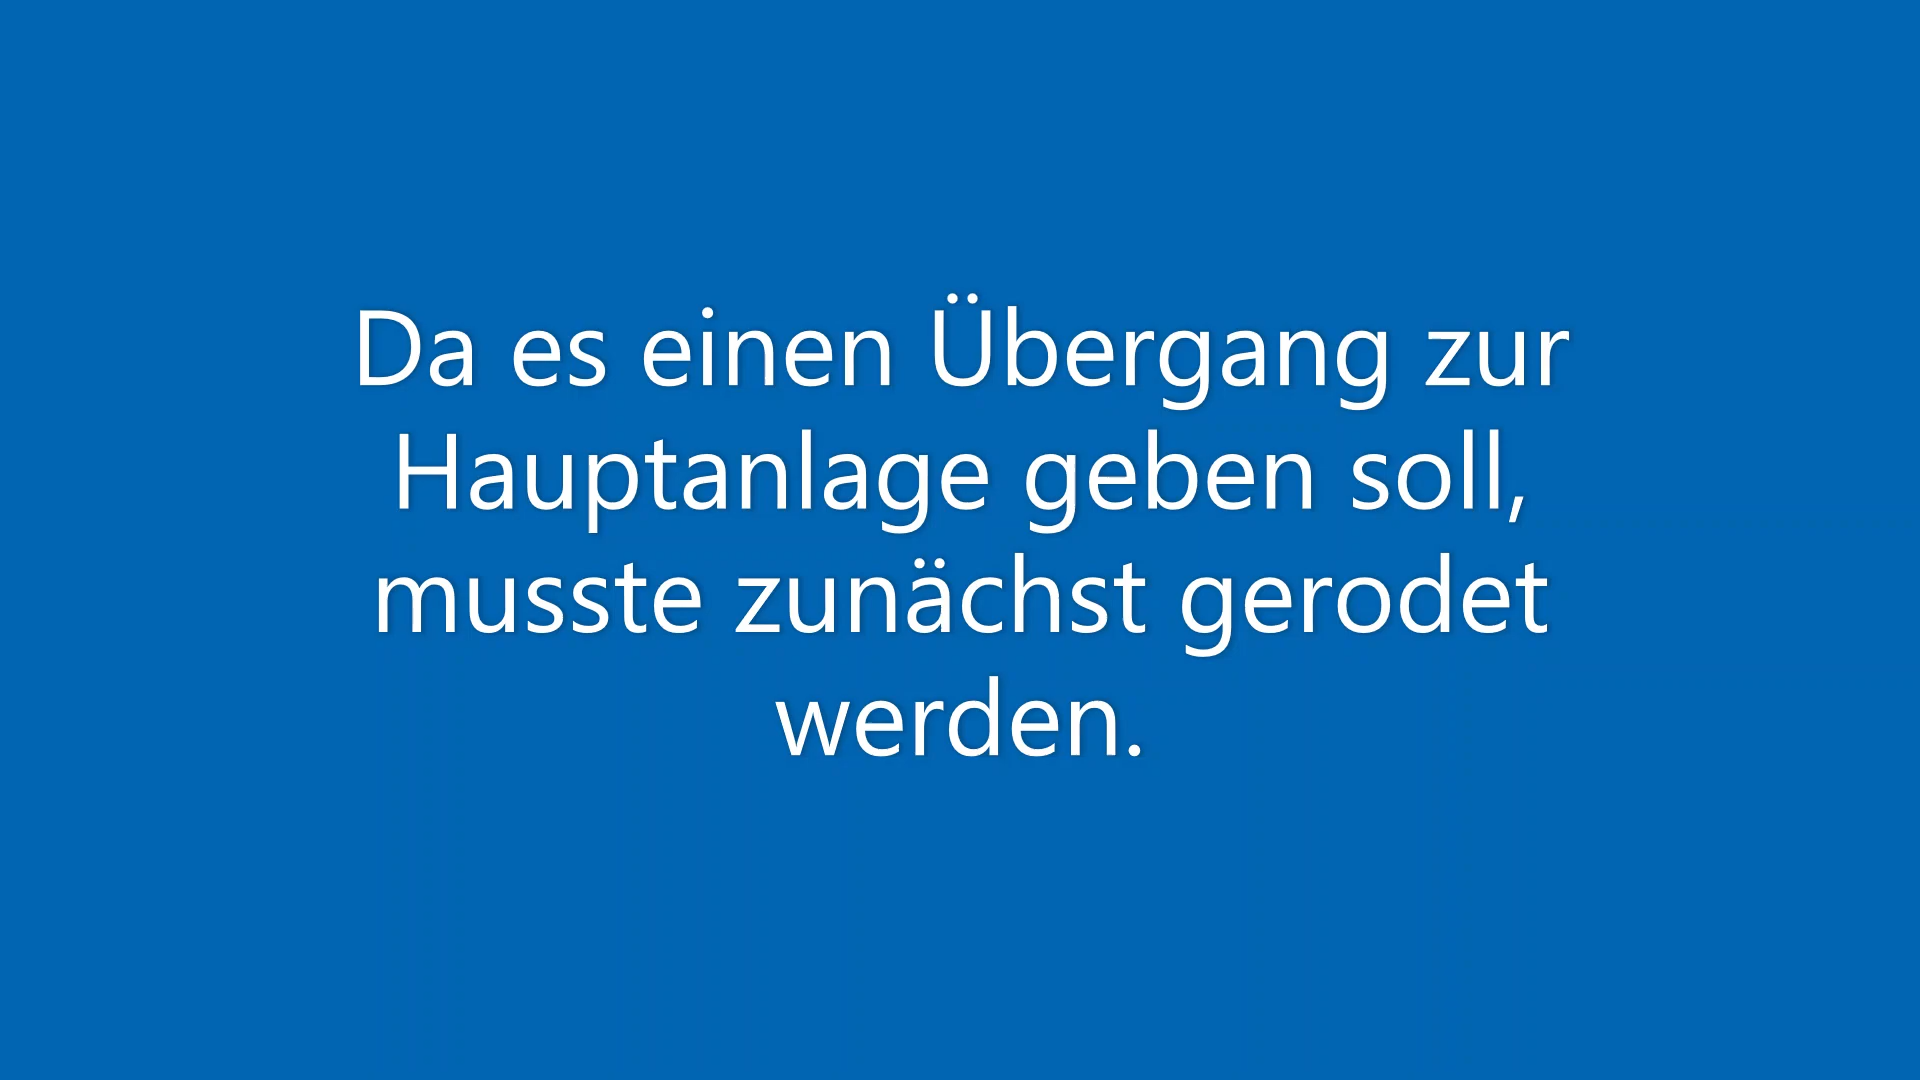 Da es einen Übergang zur
Hauptanlage geben soll,
musste zunächst gerodet
werden.